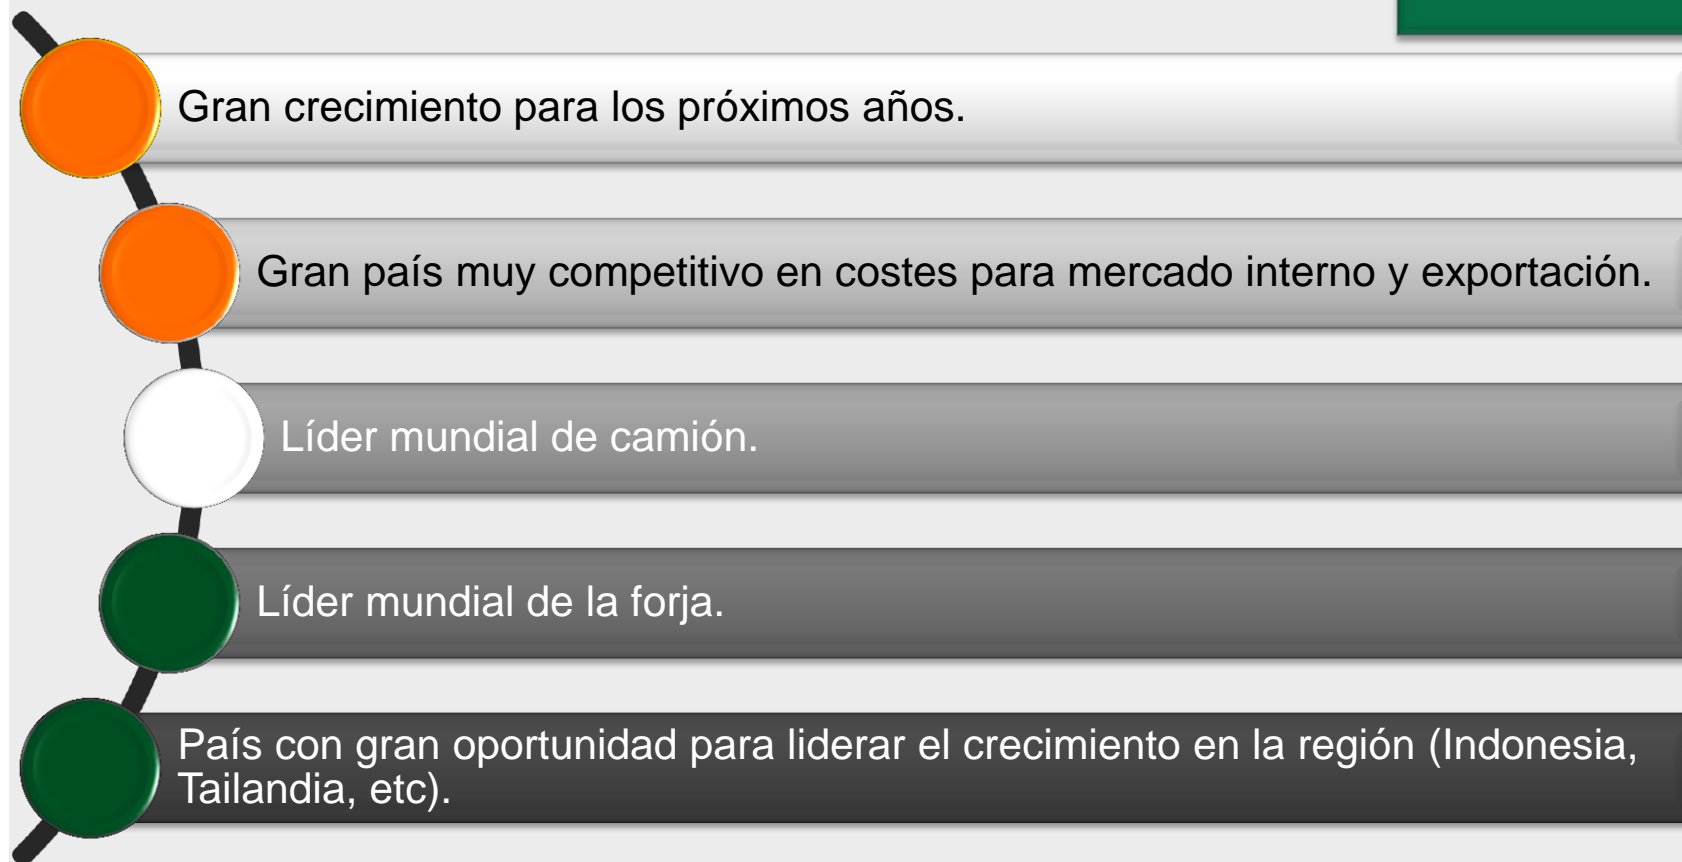 Gran crecimiento para los próximos años.
Gran país muy competitivo en costes para mercado interno y exportación.
Líder mundial de camión.
Líder mundial de la forja.
País con gran oportunidad para liderar el crecimiento en la región (Indonesia,
Tailandia, etc).